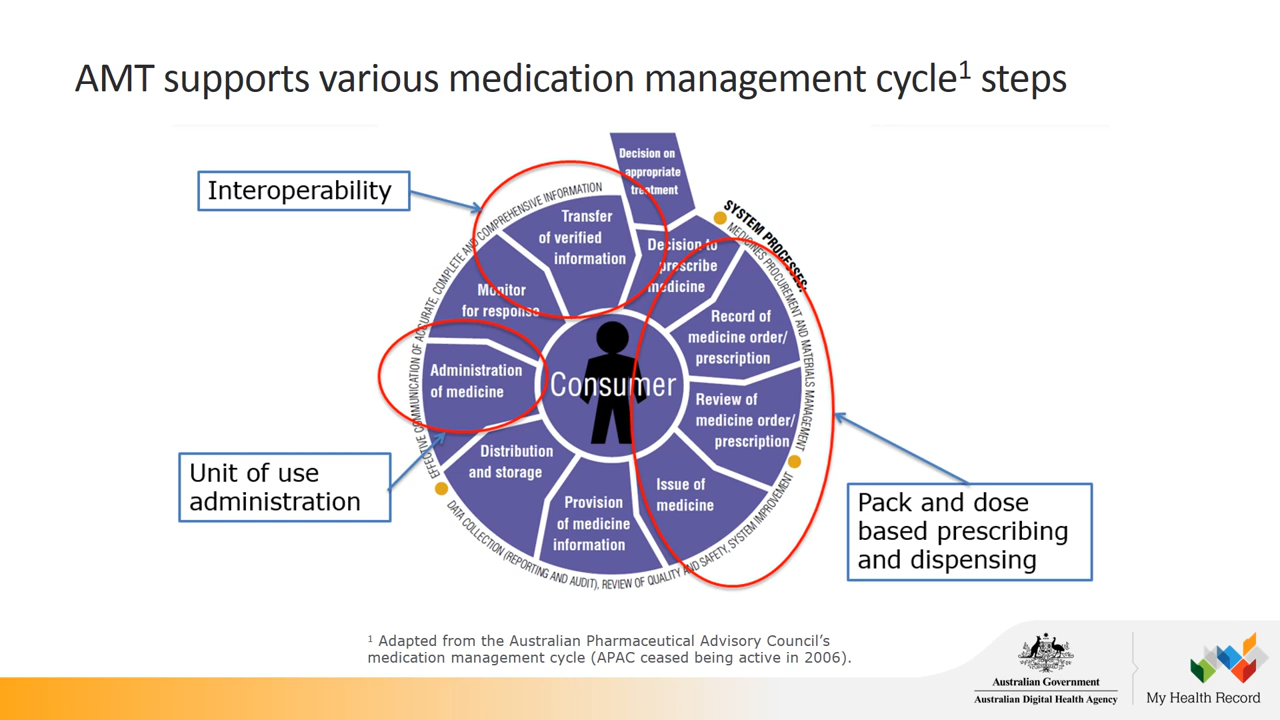 AMT supports various medication management cycle¹ steps
Interoperability
Decision on
appropriate
treatment
SYSTEM PROCESSES:
MEDICINES PROCUREMENT AND MATERIALS MANAGEMENT
EFFECTIVE COMMUNICATION OF ACCURATE, COMPLETE AND COMPREHENSIVE INFORMATION
Transfer
of verified
information
Decision to
prescribe
medicine
Monitor
for response
Record of
medicine order/
prescription
Administration
of medicine
Consumer
Review of
medicine order/
prescription
Distribution
and storage
Issue of
medicine
Provision
of medicine
information
DATA COLLECTION (REPORTING AND AUDIT), REVIEW OF QUALITY AND SAFETY, SYSTEM IMPROVEMENT
Unit of use
administration
Pack and dose
based prescribing
and dispensing
¹ Adapted from the Australian Pharmaceutical Advisory Council’s
medication management cycle (APAC ceased being active in 2006).
Australian Government
Australian Digital Health Agency
My Health Record